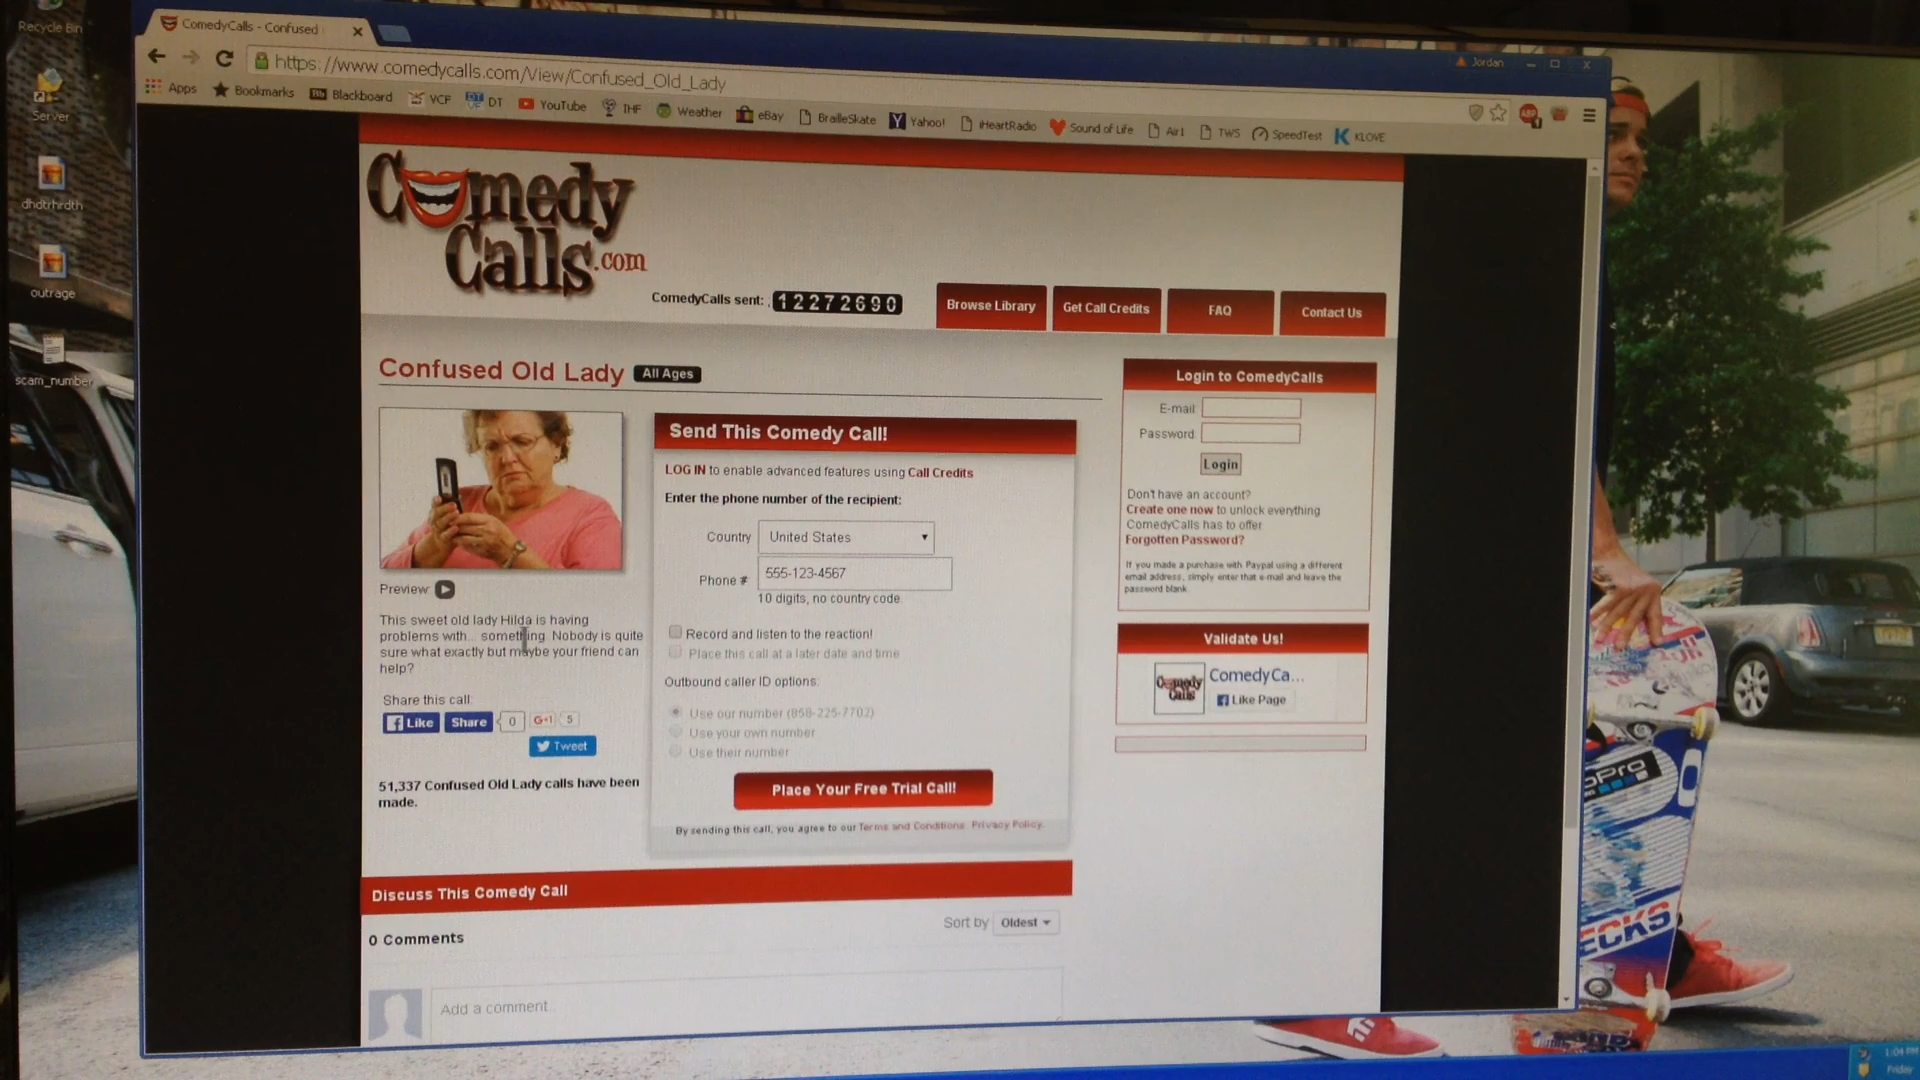 Recycle Bin
Server
dhdtrhrdth
outrage
scam_number
ComedyCalls - Confused
Jordan
https://www.comedycalls.com/View/Confused_Old_Lady
Apps Bookmarks Blackboard VCF DT YouTube IHF Weather eBay BrailleSkate Yahoo! iHeartRadio Sound of Life Air1 TWS SpeedTest KLOVE
ABP
Comedy
Calls.com
ComedyCalls sent: 12272690
Browse Library Get Call Credits FAQ Contact Us
Confused Old Lady All Ages
Preview:
This sweet old lady Hilda is having
problems with... something. Nobody is quite
sure what exactly but maybe your friend can
help?
Share this call:
Like Share 0 G+1 5
Tweet
51,337 Confused Old Lady calls have been
made.
Send This Comedy Call!
LOG IN to enable advanced features using Call Credits
Enter the phone number of the recipient:
Country United States
Phone # 555-123-4567
10 digits, no country code.
Record and listen to the reaction!
Place this call at a later date and time
Outbound caller ID options:
Use our number (858-225-7702)
Use your own number
Use their number
Place Your Free Trial Call!
By sending this call, you agree to our Terms and Conditions. Privacy Policy.
Login to ComedyCalls
E-mail:
Password:
Login
Don't have an account?
Create one now to unlock everything
ComedyCalls has to offer
Forgotten Password?
If you made a purchase with Paypal using a different
email address, simply enter that e-mail and leave the
password blank.
Validate Us!
Comedy
Calls
ComedyCa...
Like Page
Discuss This Comedy Call
0 Comments
Sort by Oldest
Add a comment...
GoPro
ECKS
1:04 PM
Friday